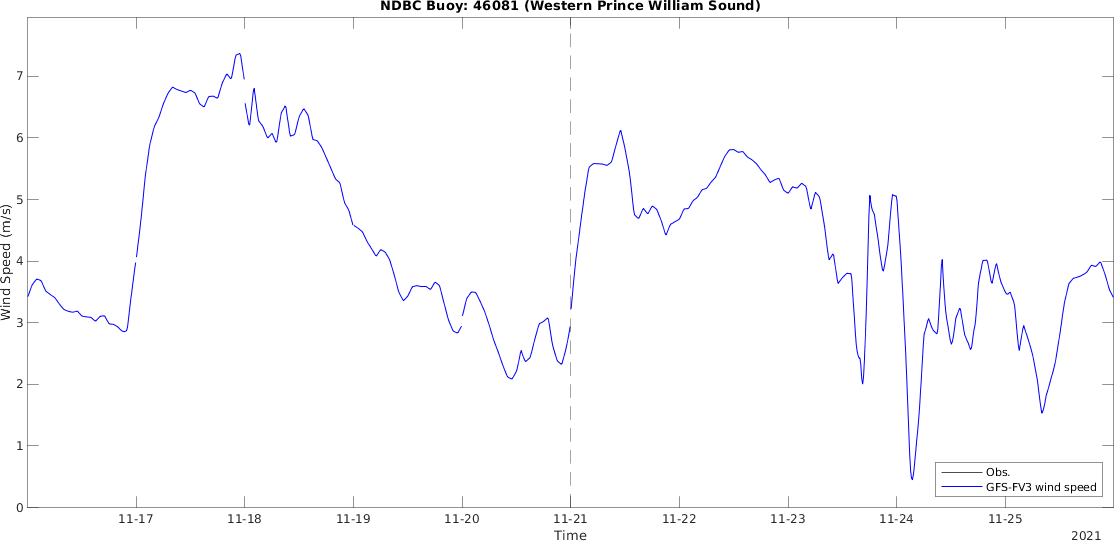 NDBC Buoy: 46081 (Western Prince William Sound)
Wind Speed (m/s)
7
6
5
4
3
2
1
0
Obs.
GFS-FV3 wind speed
11-17 11-18 11-19 11-20 11-21 11-22 11-23 11-24 11-25
Time
2021